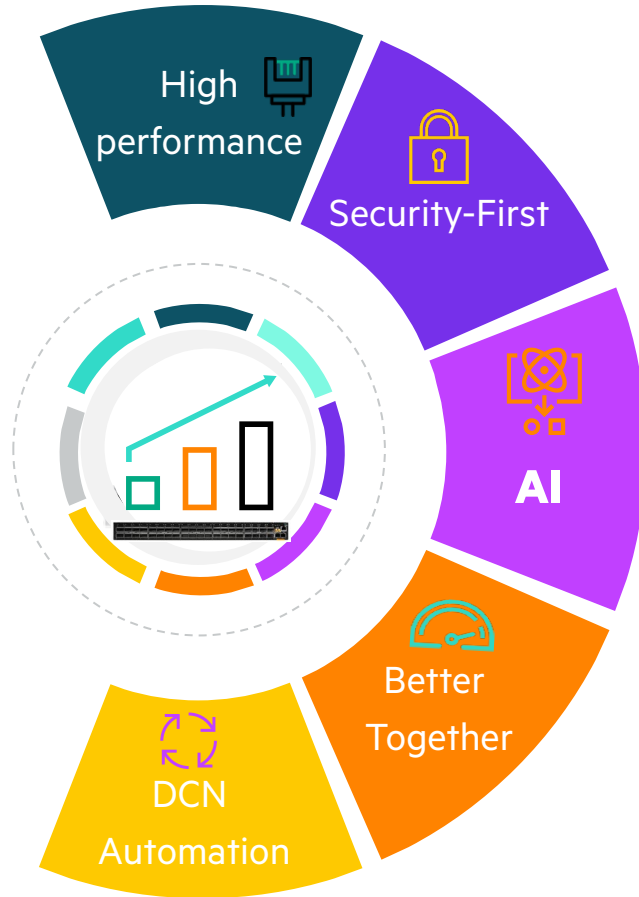 High
performance
Security-First
AI
Better
Together
DCN
Automation